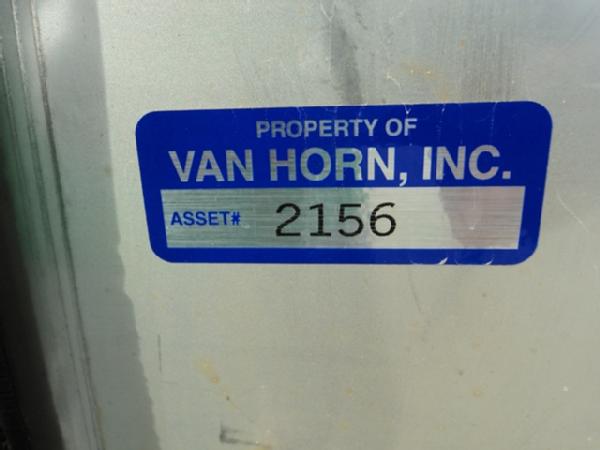 PROPERTY OF
VAN HORN, INC.
ASSET# 2156